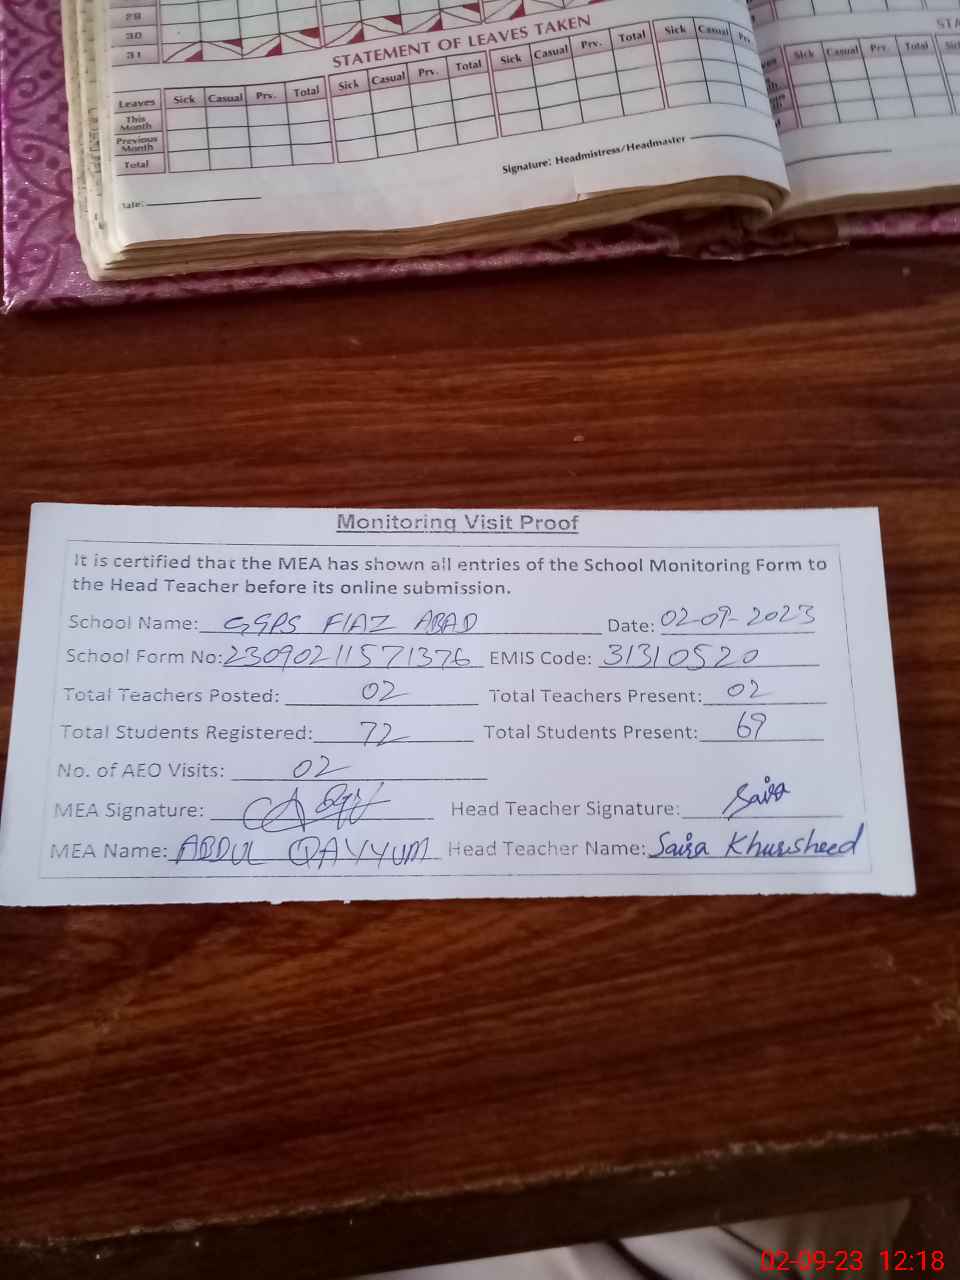 29
30
31
STATEMENT OF LEAVES TAKEN
Leaves Sick Casual Prv. Total Sick Casual Prv. Total Sick Casual Prv. Total Sick Casual Prv.
This Month
Previous Month
Total
Signature: Headmistress/Headmaster
Date:
STA
Sick Casual Prv. Total
Monitoring Visit Proof
It is certified that the MEA has shown all entries of the School Monitoring Form to
the Head Teacher before its online submission.
School Name: GGPS FIAZ ABAD Date: 02-09-2023
School Form No: 23090211571376 EMIS Code: 31310520
Total Teachers Posted: 02 Total Teachers Present: 02
Total Students Registered: 72 Total Students Present: 69
No. of AEO Visits: 02
MEA Signature: Head Teacher Signature: Saira
MEA Name: ABDUL QAYYUM Head Teacher Name: Saira Khursheed
02-09-23 12:18